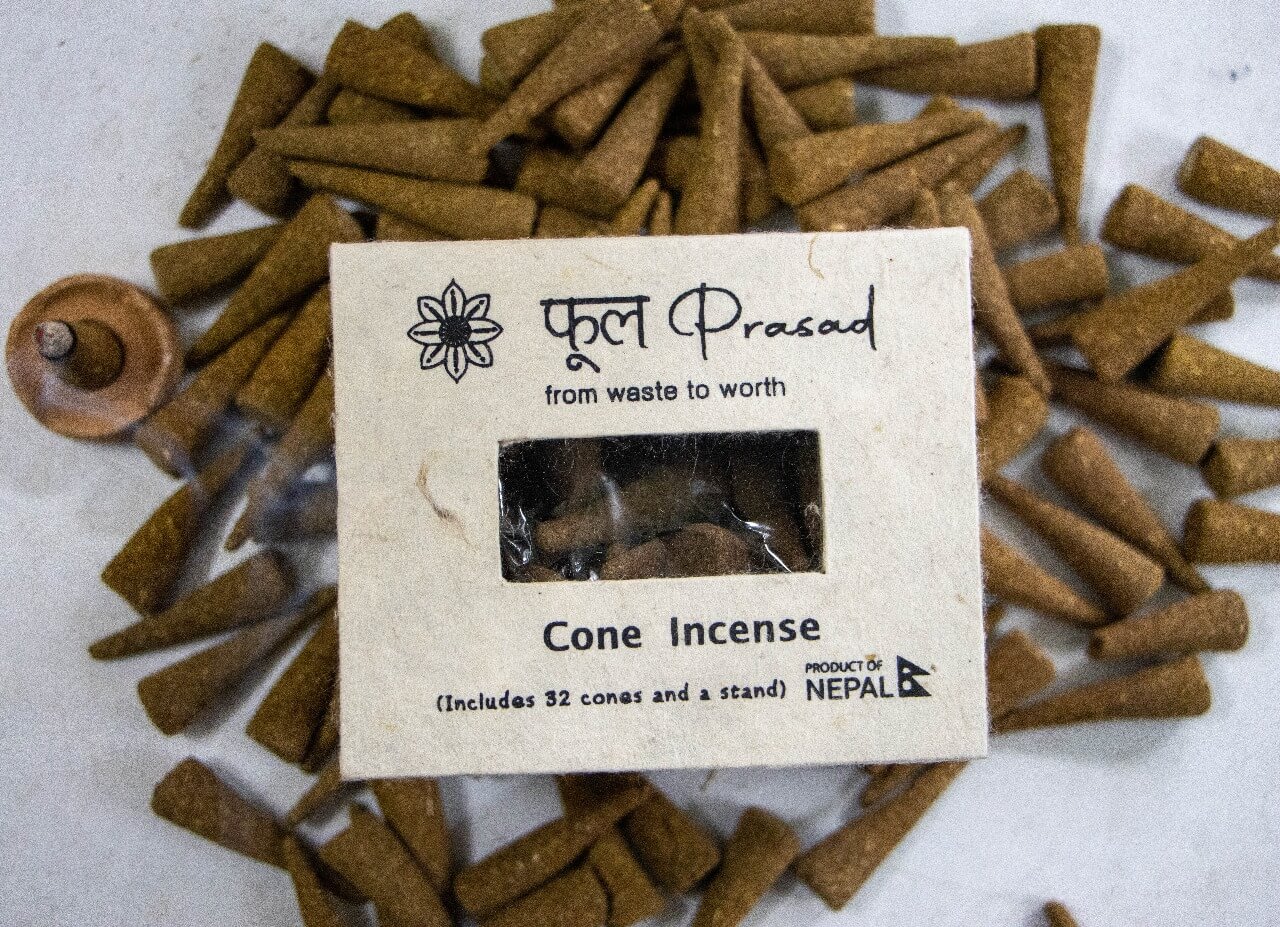 फूल Prasad
from waste to worth
Cone Incense
(Includes 32 cones and a stand)
PRODUCT OF
NEPAL